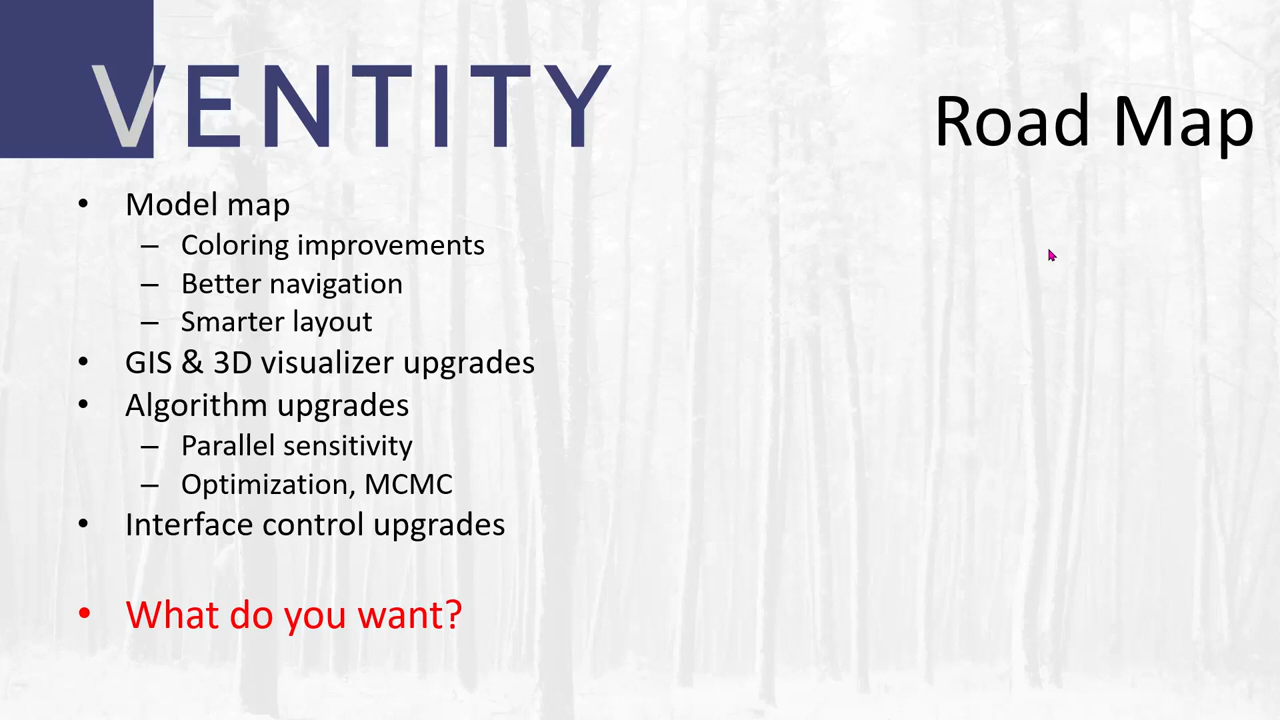 VENTITY
Road Map
• Model map
– Coloring improvements
– Better navigation
– Smarter layout
• GIS & 3D visualizer upgrades
• Algorithm upgrades
– Parallel sensitivity
– Optimization, MCMC
• Interface control upgrades
• What do you want?